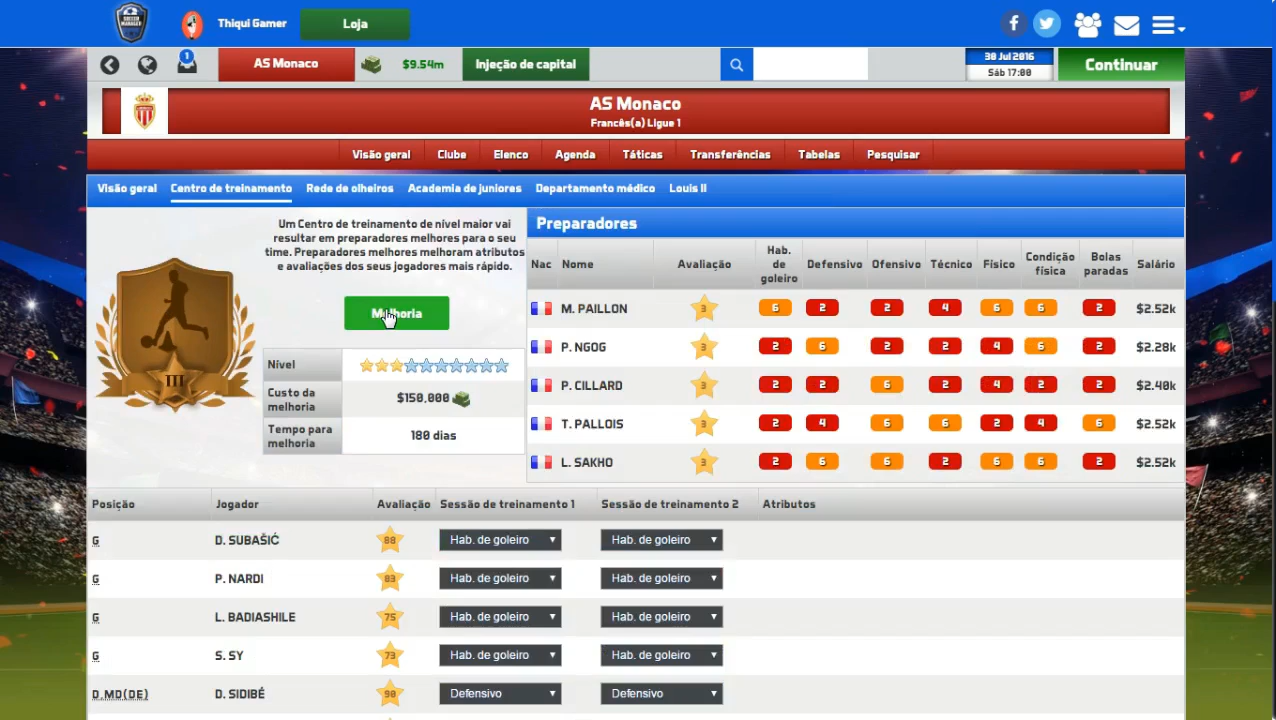 SOCCER MANAGER
Thiqui Gamer
Loja
1
AS Monaco
$9.54m
Injeção de capital
30 Jul 2016
Sáb 17:00
Continuar
AS Monaco
Francês(a) Ligue 1
Visão geral Clube Elenco Agenda Táticas Transferências Tabelas Pesquisar
Visão geral Centro de treinamento Rede de olheiros Academia de juniores Departamento médico Louis II
Um Centro de treinamento de nível maior vai
resultar em preparadores melhores para o seu
time. Preparadores melhores melhoram atributos
e avaliações dos seus jogadores mais rápido.
Melhoria
III
Nível
Custo da
melhoria
$150,000
Tempo para
melhoria
180 dias
Preparadores
Nac Nome Avaliação Hab. de goleiro Defensivo Ofensivo Técnico Físico Condição física Bolas paradas Salário
M. PAILLON 3 6 2 2 4 6 6 2 $2.52k
P. NGOG 3 2 6 2 2 4 6 2 $2.28k
P. CILLARD 3 2 2 6 2 4 2 2 $2.40k
T. PALLOIS 3 2 4 6 6 2 4 6 $2.52k
L. SAKHO 3 2 6 6 2 6 6 2 $2.52k
Posição Jogador Avaliação Sessão de treinamento 1 Sessão de treinamento 2 Atributos
G D. SUBAŠIĆ 88 Hab. de goleiro Hab. de goleiro
G P. NARDI 83 Hab. de goleiro Hab. de goleiro
G L. BADIASHILE 75 Hab. de goleiro Hab. de goleiro
G S. SY 73 Hab. de goleiro Hab. de goleiro
D,MD(DE) D. SIDIBÉ 90 Defensivo Defensivo